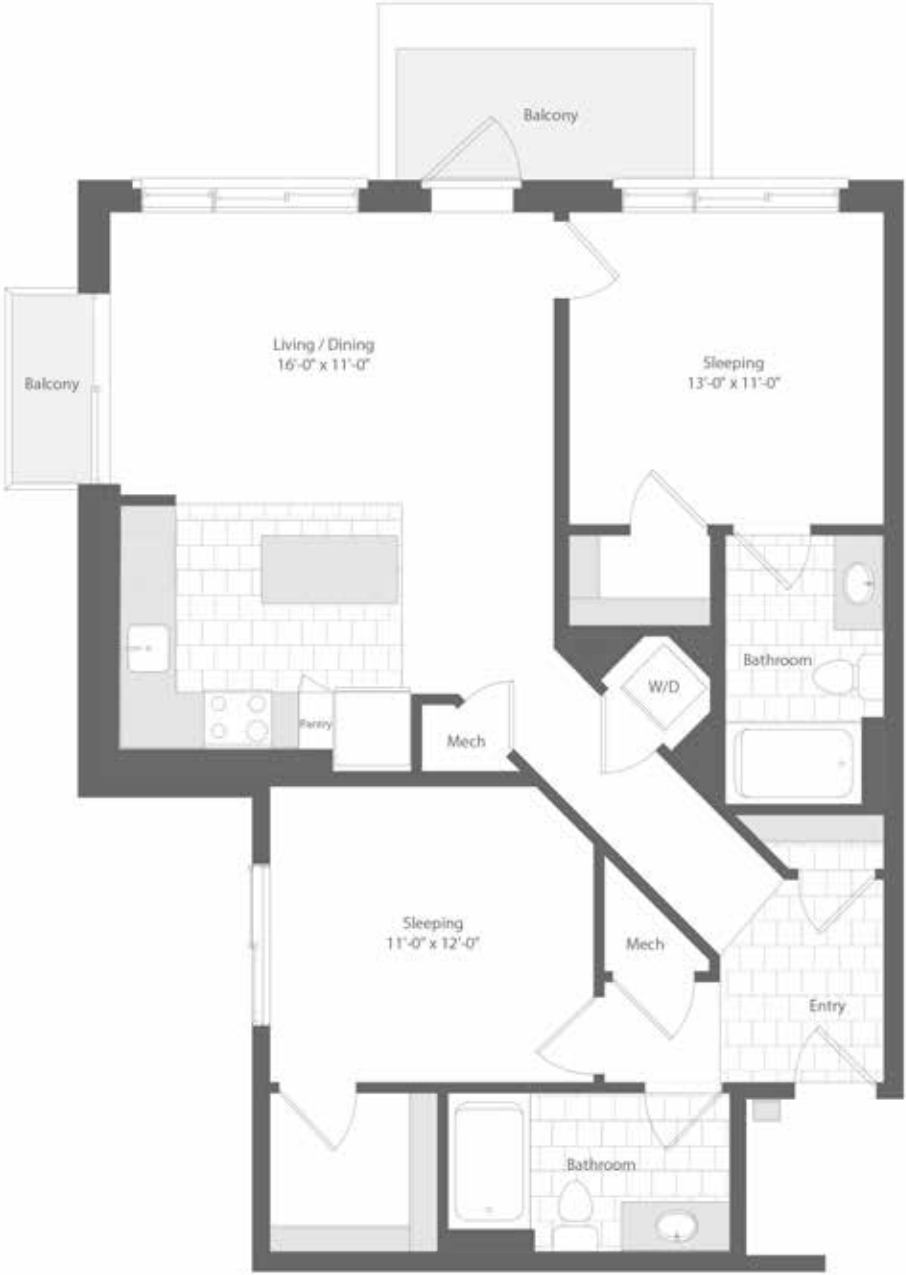 Balcony
Living / Dining
16'-0" x 11'-0"
Sleeping
13'-0" x 11'-0"
Balcony
Bathroom
W/D
Pantry
Mech
Sleeping
11'-0" x 12'-0"
Mech
Entry
Bathroom